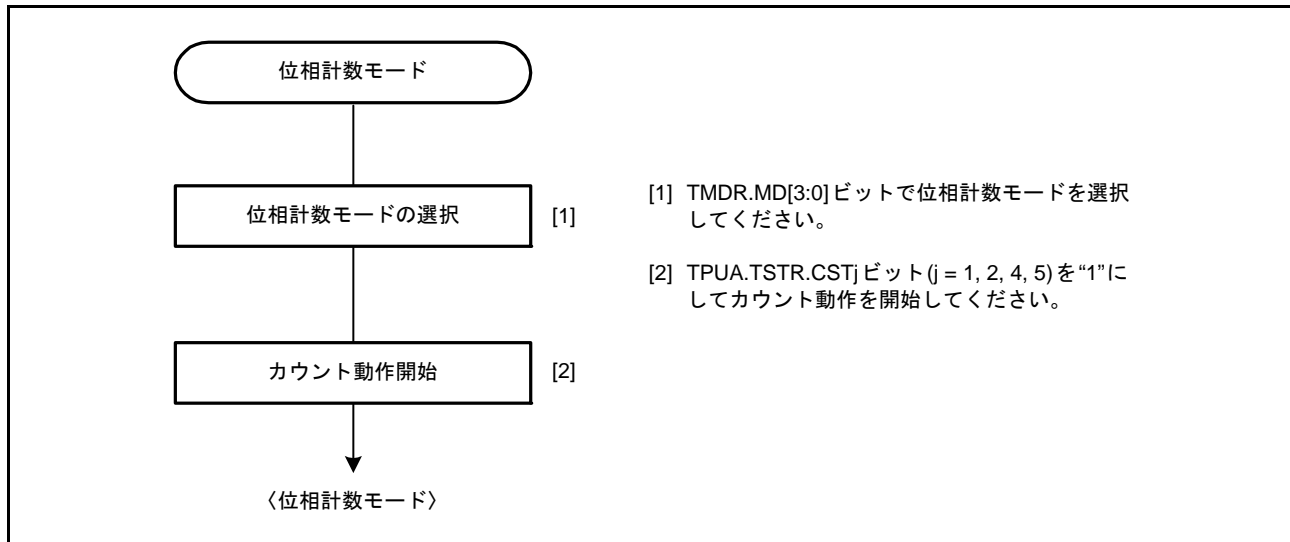 位相計数モード
位相計数モードの選択
[1]
[1] TMDR.MD[3:0]ビットで位相計数モードを選択
してください。
[2] TPUA.TSTR.CSTjビット(j = 1, 2, 4, 5)を“1”に
してカウント動作を開始してください。
カウント動作開始
[2]
〈位相計数モード〉